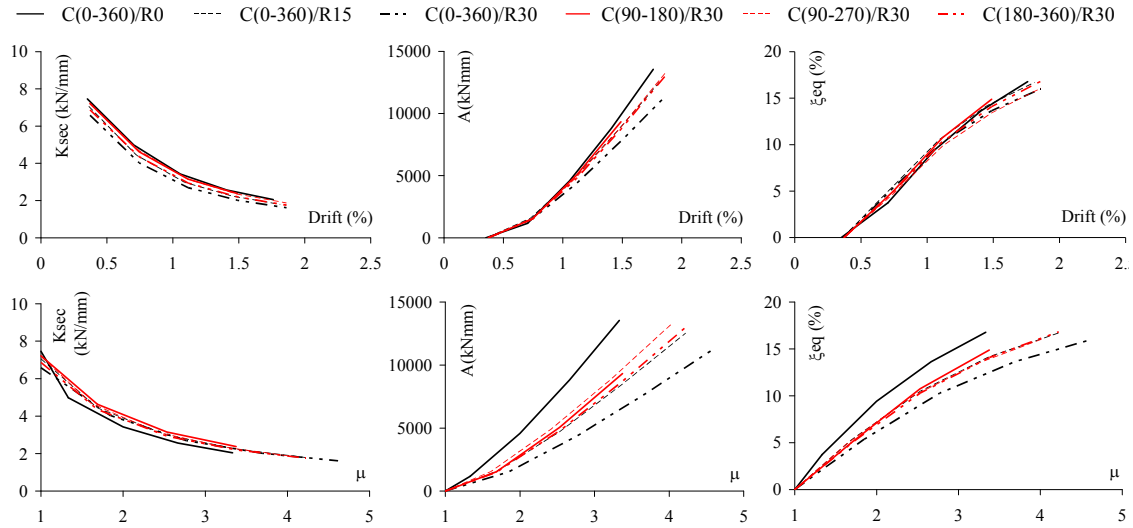 C(0-360)/R0 C(0-360)/R15 C(0-360)/R30 C(90-180)/R30 C(90-270)/R30 C(180-360)/R30
10
8
6
4
2
0
Ksec (kN/mm)
Drift (%)
0 0.5 1 1.5 2 2.5
15000
10000
5000
0
A(kNmm)
Drift (%)
0 0.5 1 1.5 2 2.5
20
15
10
5
0
ξeq (%)
Drift (%)
0 0.5 1 1.5 2 2.5
10
8
6
4
2
0
Ksec
(kN/mm)
μ
1 2 3 4 5
15000
10000
5000
0
A(kNmm)
μ
1 2 3 4 5
20
15
10
5
0
ξeq (%)
μ
1 2 3 4 5